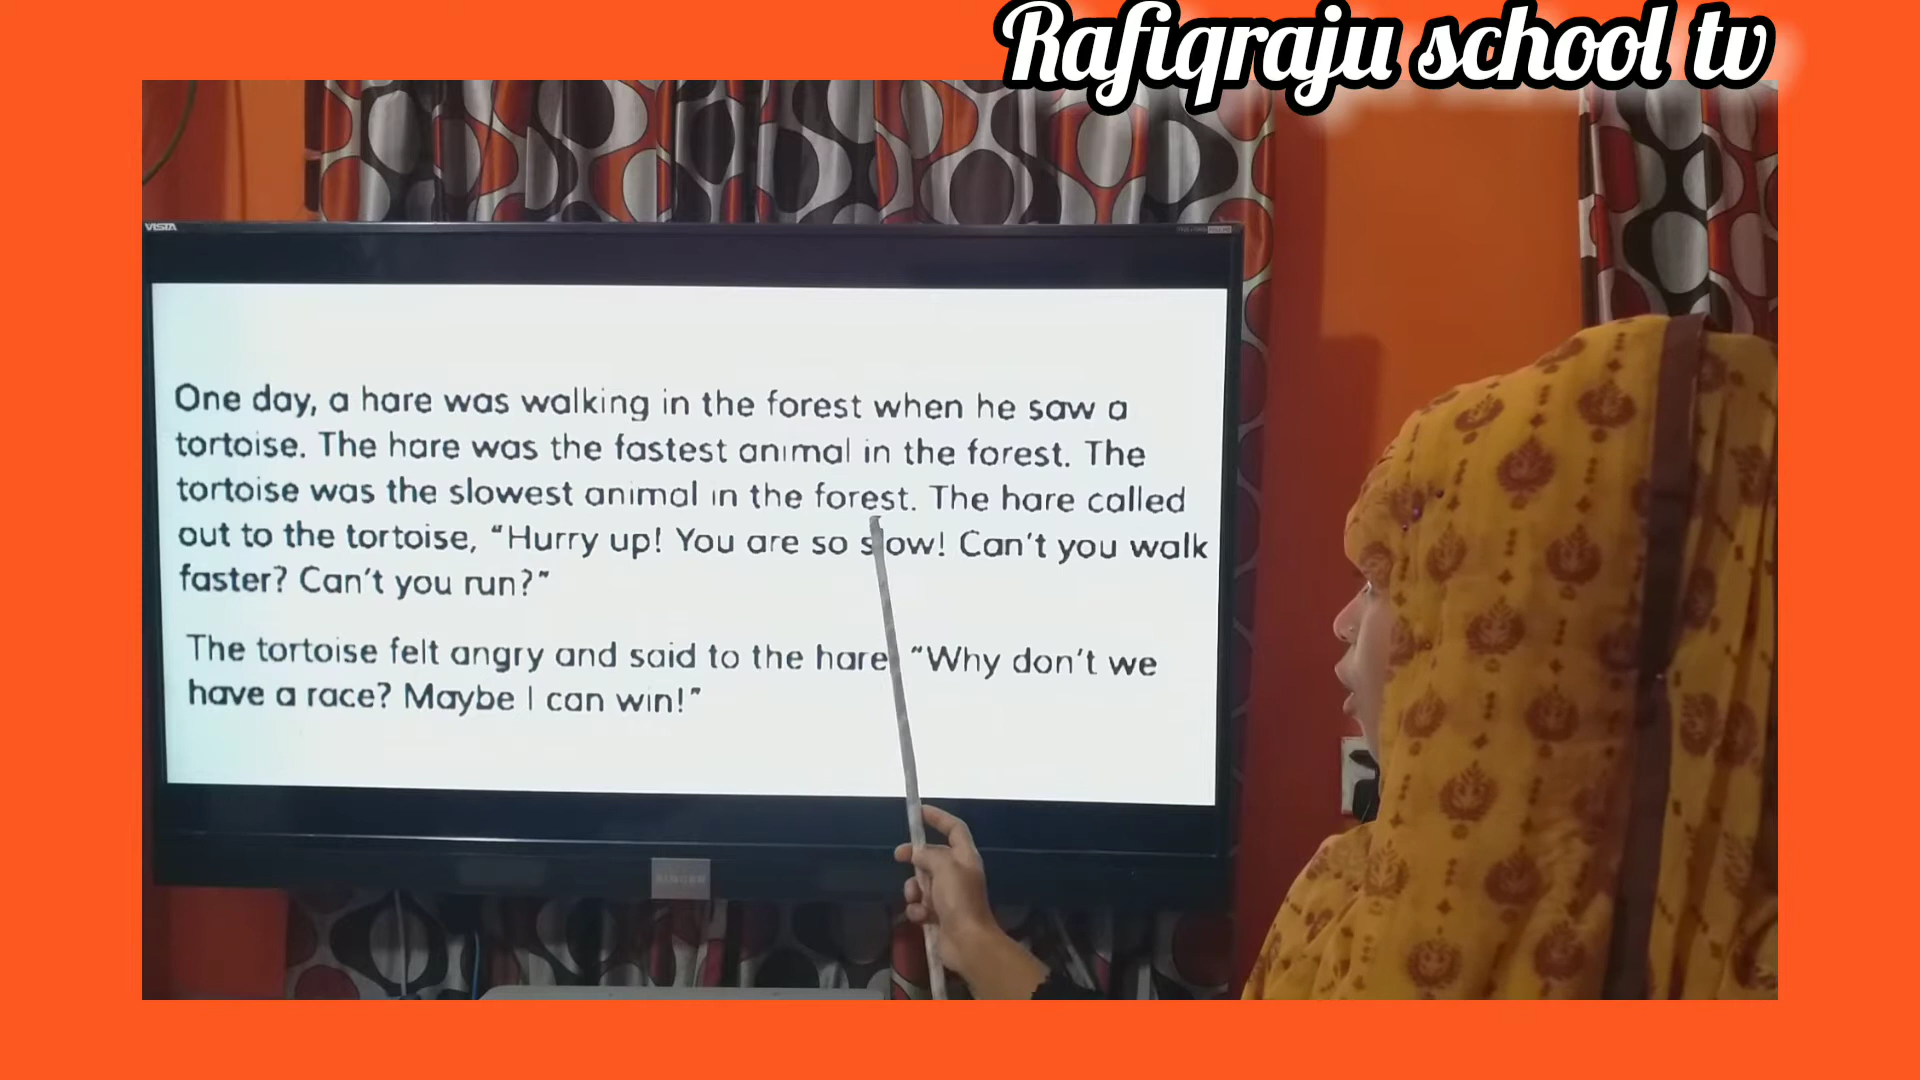 Rafiqraju school tv
VISTA
One day, a hare was walking in the forest when he saw a
tortoise. The hare was the fastest animal in the forest. The
tortoise was the slowest animal in the forest. The hare called
out to the tortoise, “Hurry up! You are so slow! Can't you walk
faster? Can't you run?”
The tortoise felt angry and said to the hare “Why don't we
have a race? Maybe I can win!”
SINGER